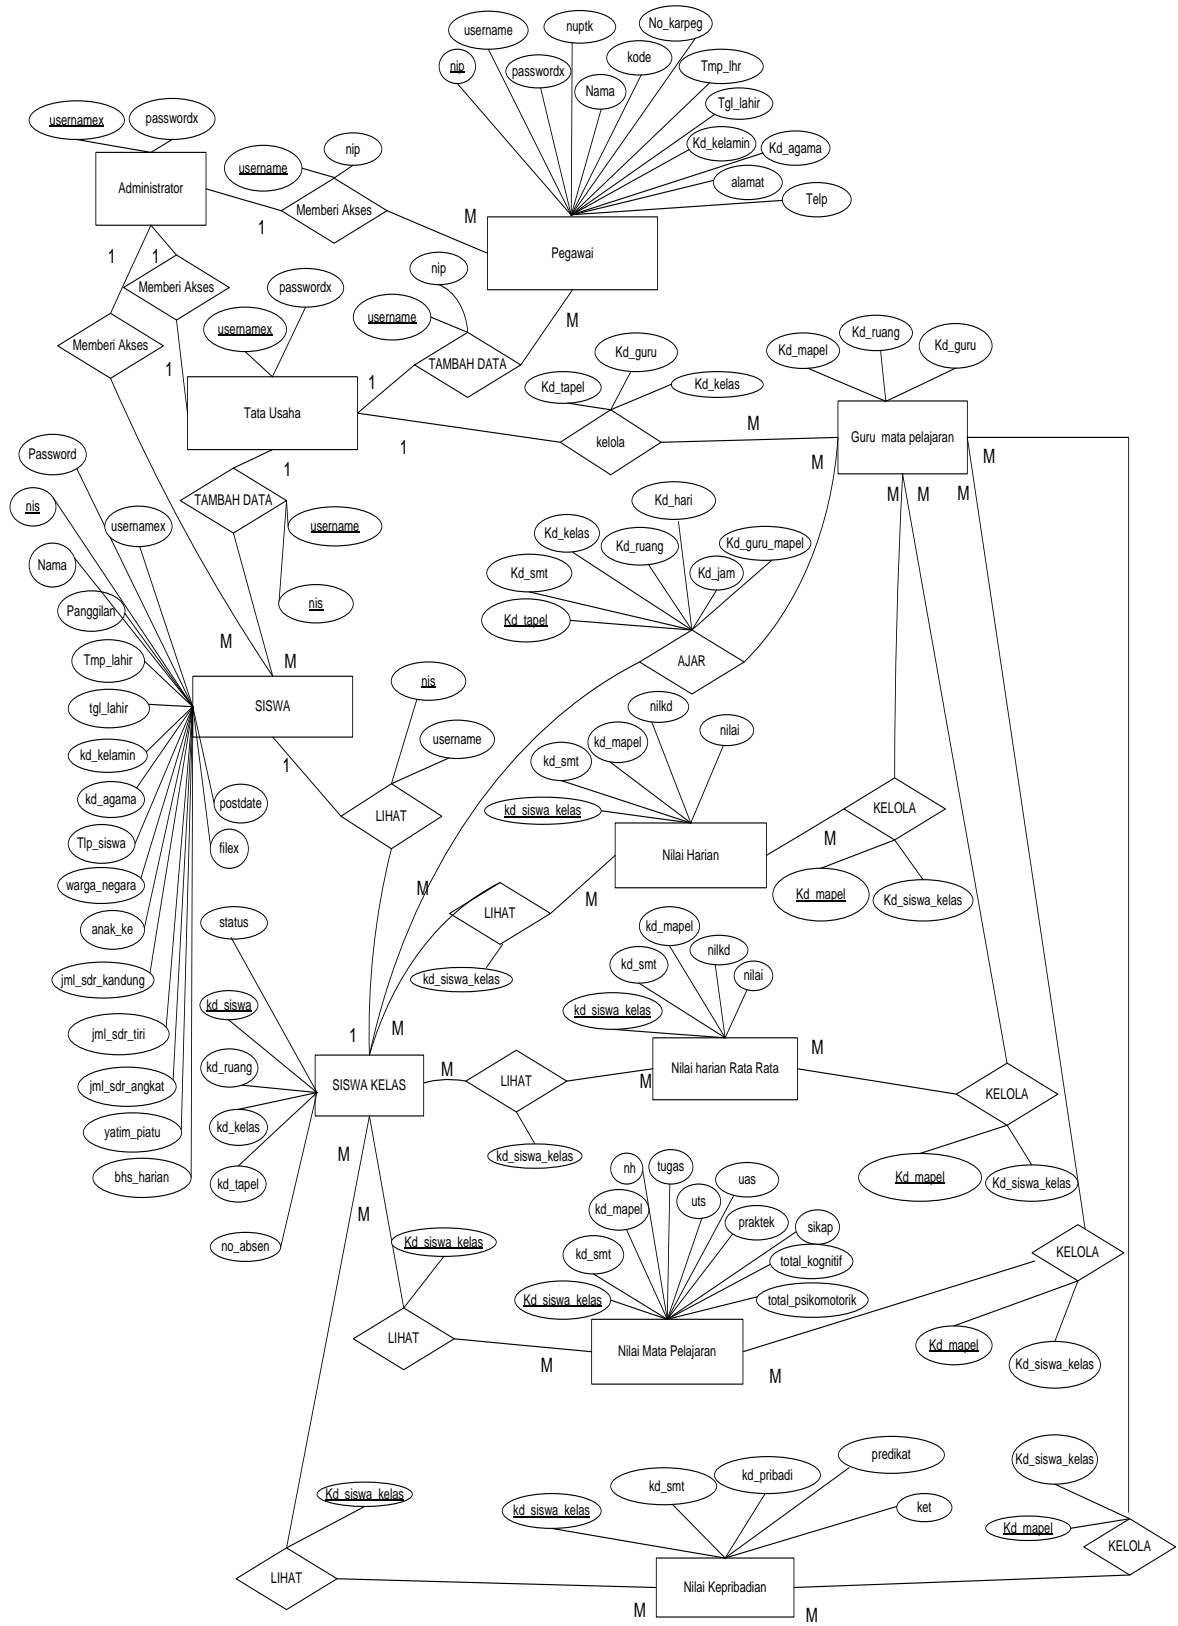 No_karpeg
nuptk
username
kode
nip
passwordx
Tmp_lhr
Nama
Tgl_lahir
usernamex
passwordx
Kd_kelamin
Kd_agama
nip
username
alamat
Telp
Administrator
Memberi Akses
1
M
Pegawai
1
1
nip
Memberi Akses
passwordx
username
M
usernamex
Kd_ruang
Memberi Akses
Kd_guru
Kd_mapel
Kd_guru
1
TAMBAH DATA
1
Kd_tapel
Kd_kelas
Tata Usaha
M
Guru mata pelajaran
kelola
1
M
M
Password
1
M
M
M
TAMBAH DATA
Kd_hari
nis
usernamex
username
Kd_kelas
Kd_ruang
Kd_guru_mapel
Nama
Kd_smt
Kd_jam
nis
Panggilan
Kd_tapel
M
M
AJAR
Tmp_lahir
nis
SISWA
tgl_lahir
nilkd
username
nilai
kd_mapel
kd_kelamin
1
kd_smt
kd_agama
postdate
kd_siswa_kelas
KELOLA
LIHAT
Tlp_siswa
filex
M
Nilai Harian
warga_negara
M
Kd_mapel
Kd_siswa_kelas
M
LIHAT
status
anak_ke
kd_mapel
nilkd
jml_sdr_kandung
kd_siswa_kelas
kd_smt
nilai
kd_siswa
kd_siswa_kelas
jml_sdr_tiri
1
M
M
kd_ruang
M
Nilai harian Rata Rata
SISWA KELAS
LIHAT
M
jml_sdr_angkat
KELOLA
yatim_piatu
kd_kelas
M
kd_siswa_kelas
bhs_harian
kd_tapel
nh
tugas
uas
Kd_mapel
Kd_siswa_kelas
uts
kd_mapel
M
praktek
sikap
no_absen
Kd_siswa_kelas
kd_smt
total_kognitif
KELOLA
Kd_siswa_kelas
total_psikomotorik
LIHAT
Nilai Mata Pelajaran
Kd_mapel
M
M
Kd_siswa_kelas
predikat
Kd_siswa_kelas
kd_pribadi
kd_smt
Kd_siswa_kelas
kd_siswa_kelas
ket
Kd_mapel
KELOLA
LIHAT
Nilai Kepribadian
M
M